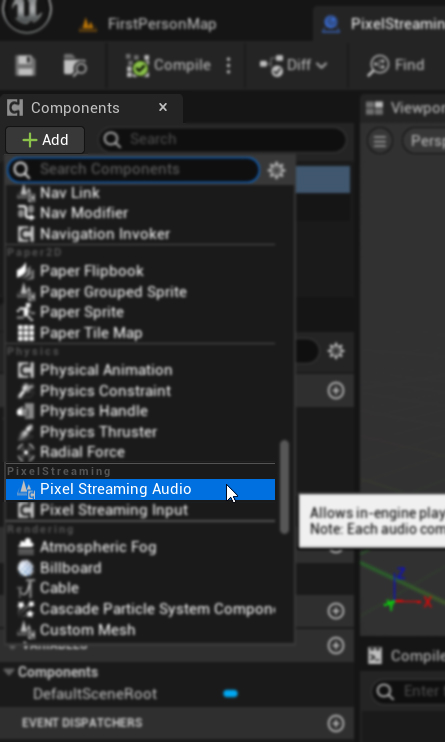 FirstPersonMap
PixelStreamin
Compile
Diff
Find
Components
Viewpor
Add
Search
Persp
Search Components
Nav Link
Nav Modifier
Navigation Invoker
Paper2D
Paper Flipbook
Paper Grouped Sprite
Paper Sprite
Paper Tile Map
Physics
Physical Animation
Physics Constraint
Physics Handle
Physics Thruster
Radial Force
PixelStreaming
Pixel Streaming Audio
Pixel Streaming Input
Allows in-engine play
Note: Each audio com
Rendering
Atmospheric Fog
Billboard
Cable
Cascade Particle System Compon
Custom Mesh
Z
X
Y
VARIABLES
Compile
Components
DefaultSceneRoot
Enter
EVENT DISPATCHERS